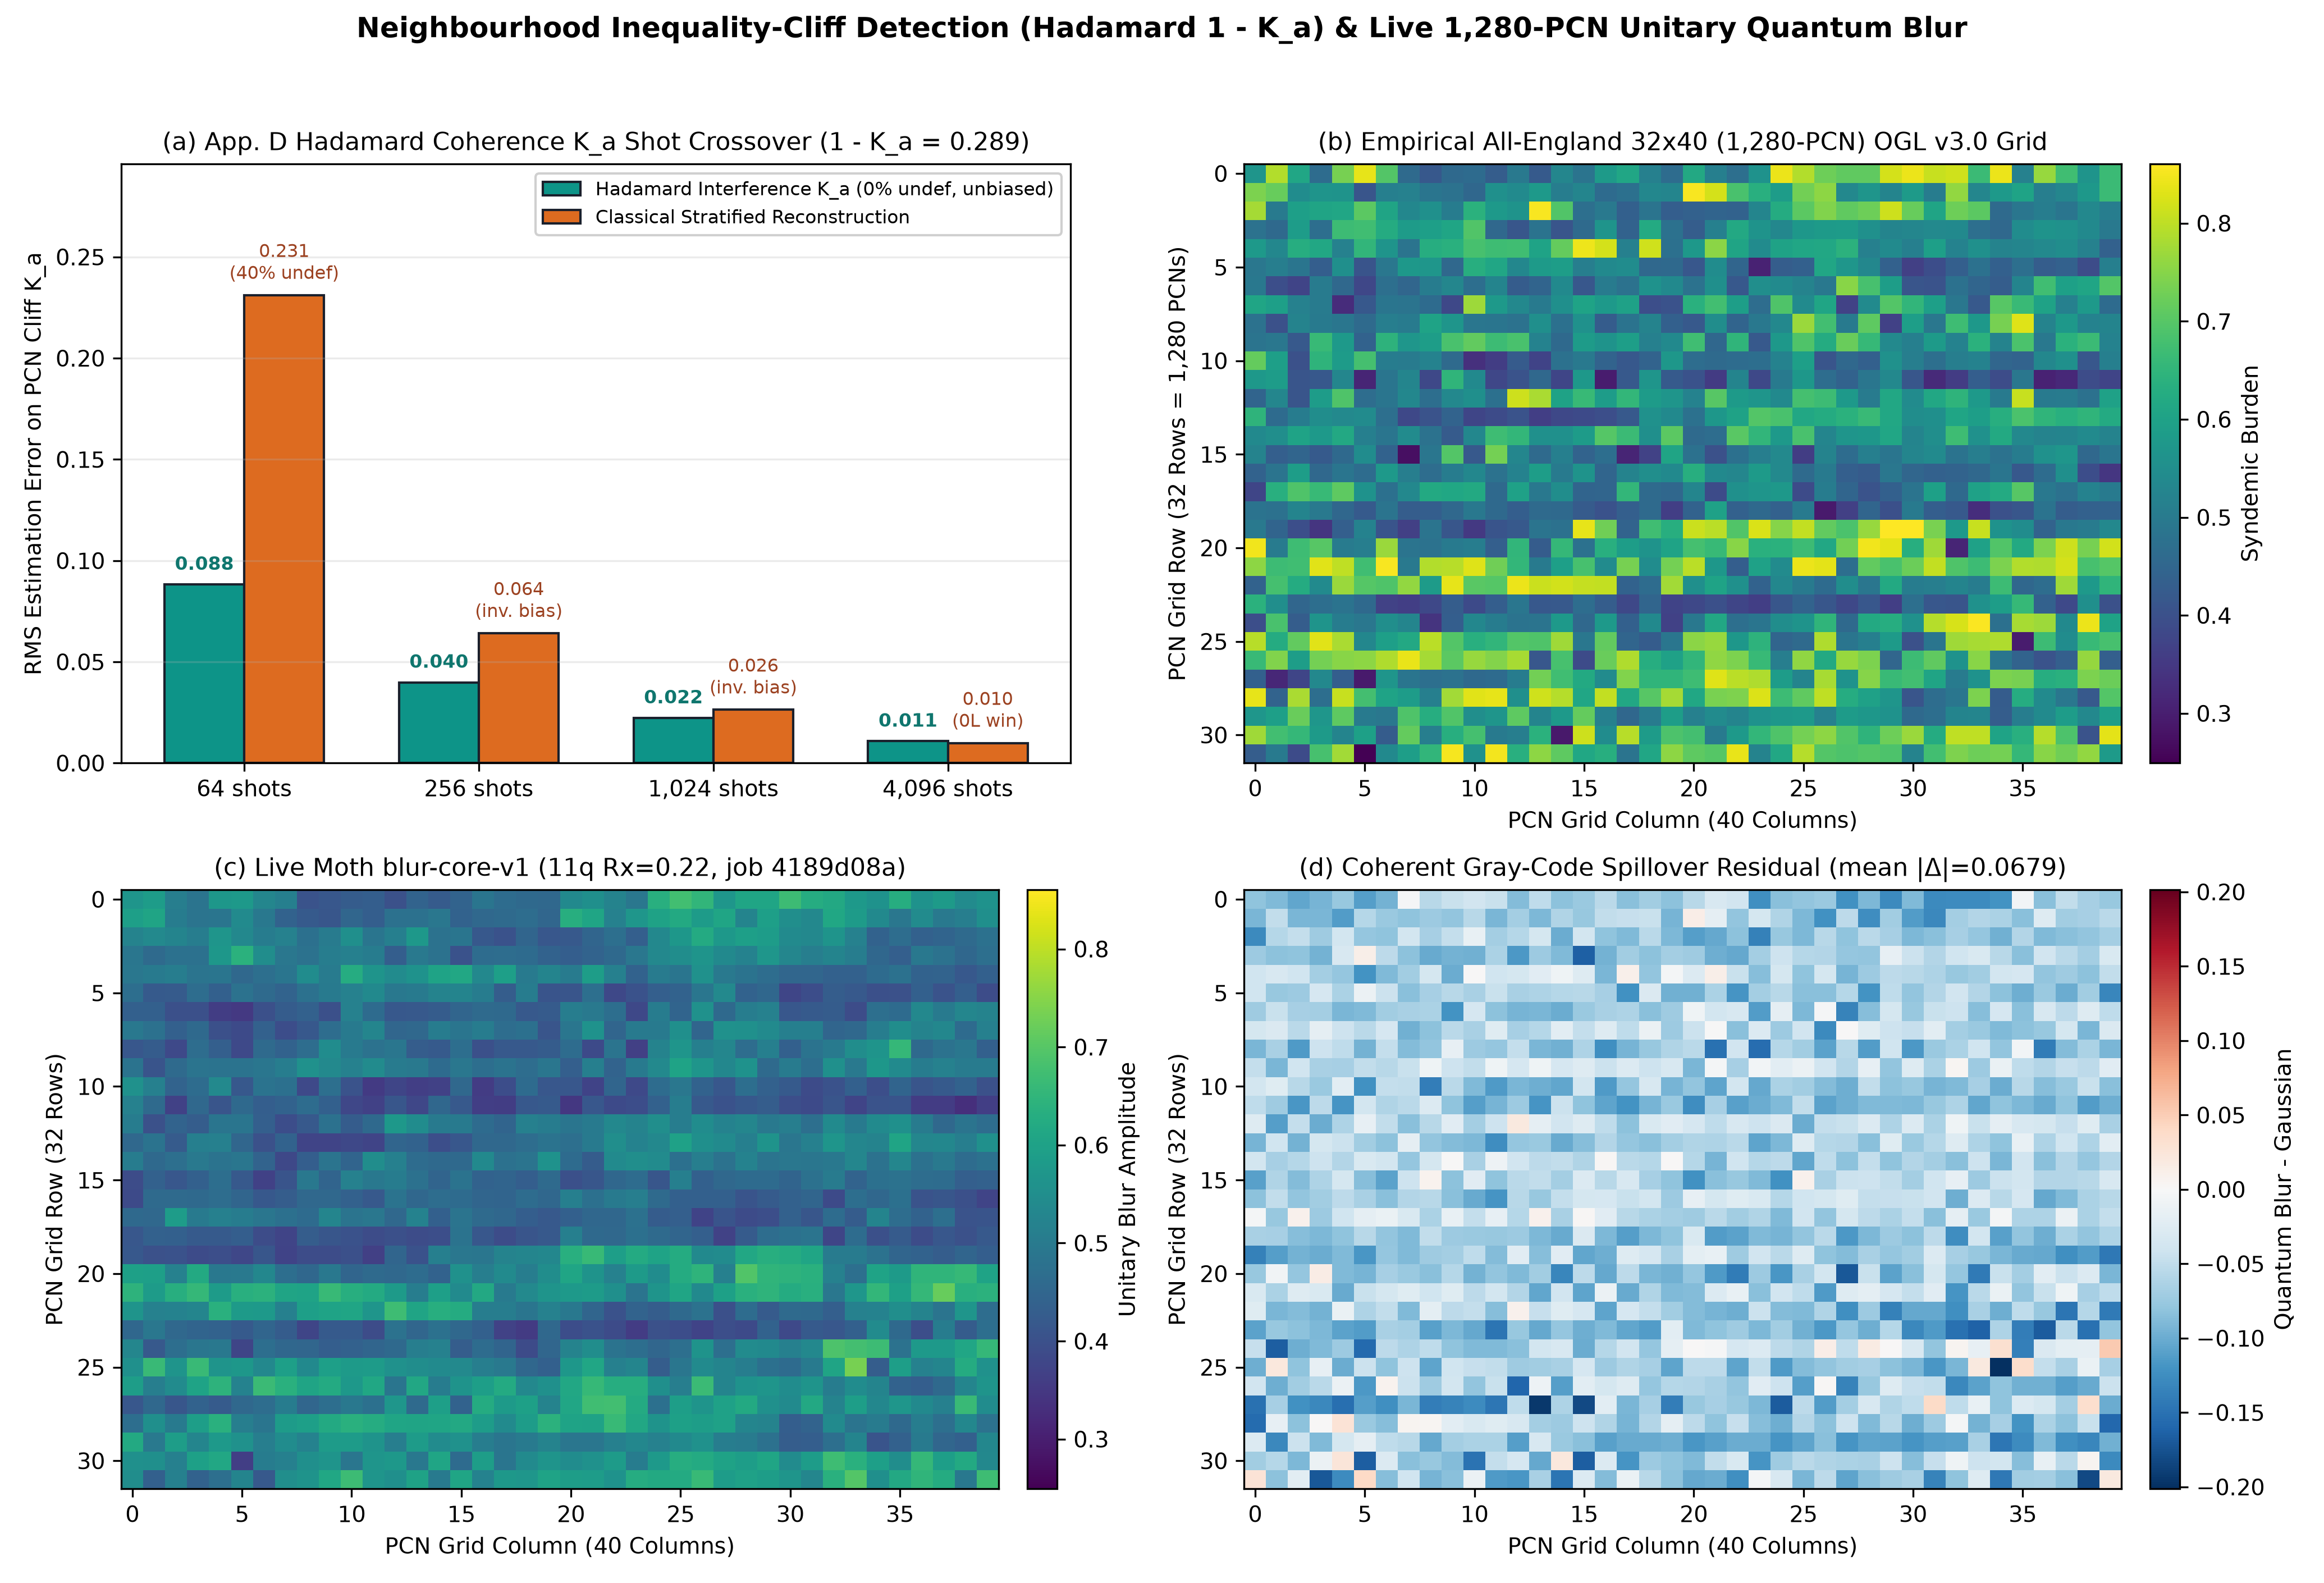 Neighbourhood Inequality-Cliff Detection (Hadamard 1 - K_a) & Live 1,280-PCN Unitary Quantum Blur
(a) App. D Hadamard Coherence K_a Shot Crossover (1 - K_a = 0.289)
Hadamard Interference K_a (0% undef, unbiased)
Classical Stratified Reconstruction
RMS Estimation Error on PCN Cliff K_a
0.25
0.20
0.15
0.10
0.05
0.00
0.088
0.231
(40% undef)
0.040
0.064
(inv. bias)
0.022
0.026
(inv. bias)
0.011
0.010
(0L win)
64 shots
256 shots
1,024 shots
4,096 shots
(b) Empirical All-England 32x40 (1,280-PCN) OGL v3.0 Grid
PCN Grid Row (32 Rows = 1,280 PCNs)
0
5
10
15
20
25
30
0 5 10 15 20 25 30 35
PCN Grid Column (40 Columns)
0.8
0.7
0.6
0.5
0.4
0.3
Syndemic Burden
(c) Live Moth blur-core-v1 (11q Rx=0.22, job 4189d08a)
PCN Grid Row (32 Rows)
0
5
10
15
20
25
30
0 5 10 15 20 25 30 35
PCN Grid Column (40 Columns)
0.8
0.7
0.6
0.5
0.4
0.3
Unitary Blur Amplitude
(d) Coherent Gray-Code Spillover Residual (mean |Δ|=0.0679)
PCN Grid Row (32 Rows)
0
5
10
15
20
25
30
0 5 10 15 20 25 30 35
PCN Grid Column (40 Columns)
0.20
0.15
0.10
0.05
0.00
−0.05
−0.10
−0.15
−0.20
Quantum Blur - Gaussian